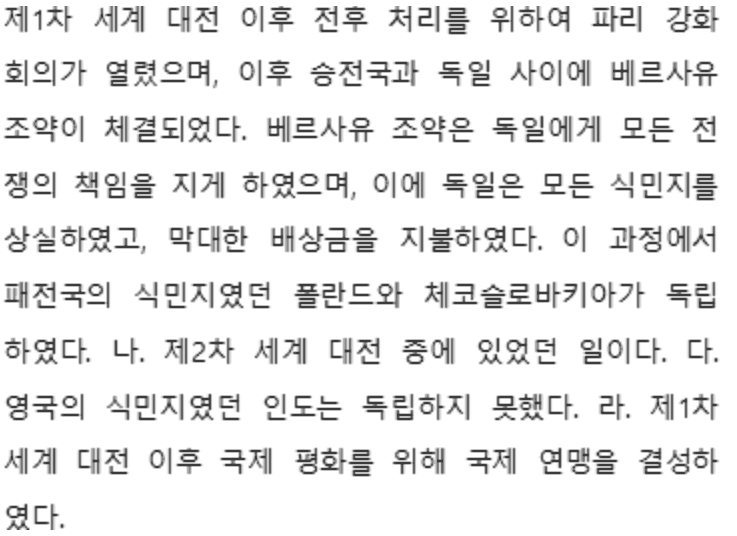 제1차 세계 대전 이후 전후 처리를 위하여 파리 강화
회의가 열렸으며, 이후 승전국과 독일 사이에 베르사유
조약이 체결되었다. 베르사유 조약은 독일에게 모든 전
쟁의 책임을 지게 하였으며, 이에 독일은 모든 식민지를
상실하였고, 막대한 배상금을 지불하였다. 이 과정에서
패전국의 식민지였던 폴란드와 체코슬로바키아가 독립
하였다. 나. 제2차 세계 대전 중에 있었던 일이다. 다.
영국의 식민지였던 인도는 독립하지 못했다. 라. 제1차
세계 대전 이후 국제 평화를 위해 국제 연맹을 결성하
였다.